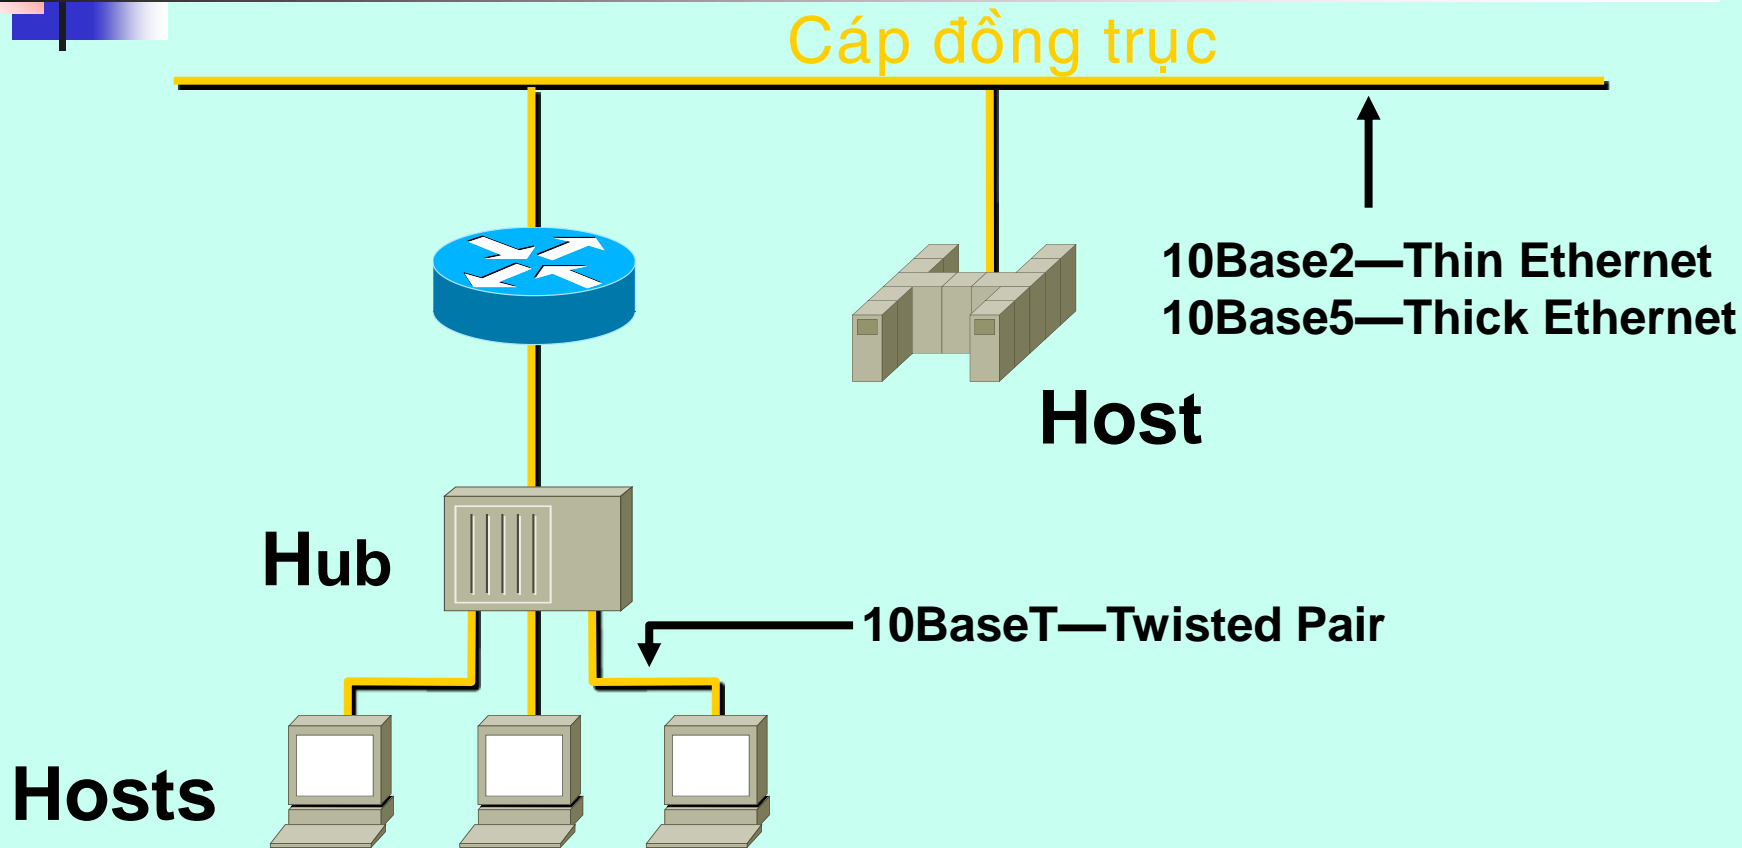 Cáp đồng trục
10Base2—Thin Ethernet
10Base5—Thick Ethernet
Host
Hub
10BaseT—Twisted Pair
Hosts